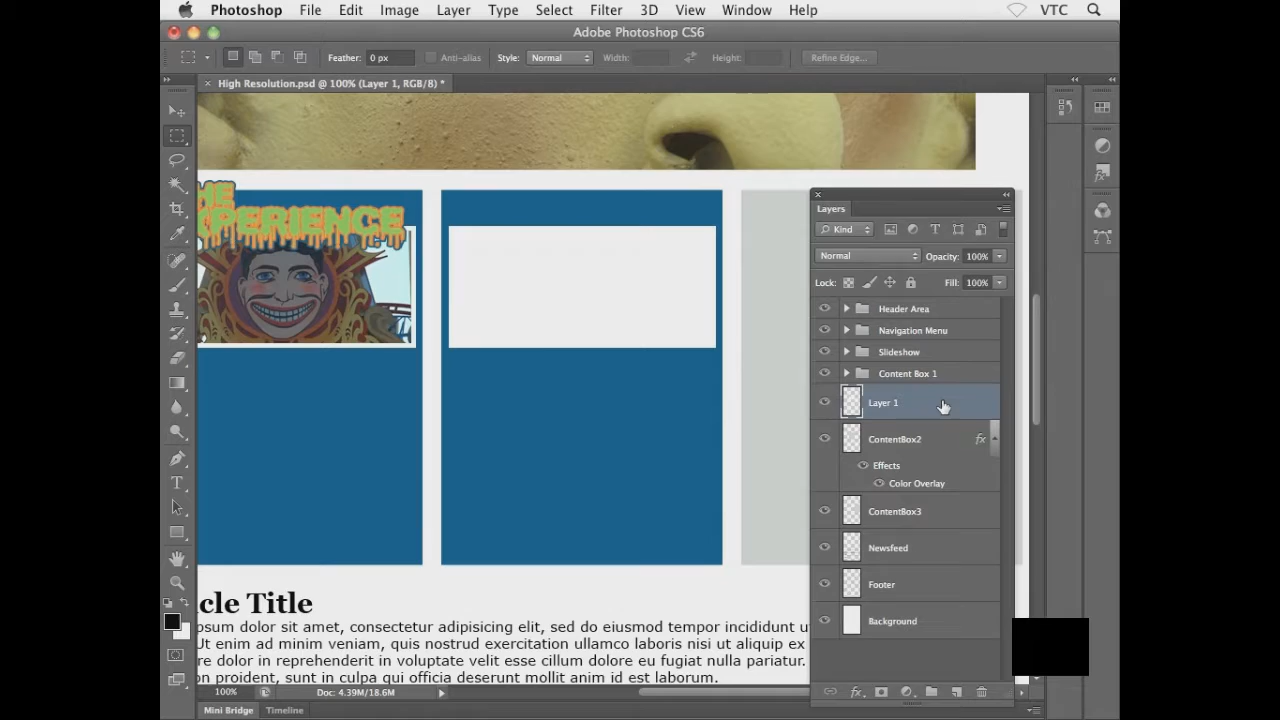 Photoshop File Edit Image Layer Type Select Filter 3D View Window Help VTC
Adobe Photoshop CS6
Feather: 0 px Anti-alias Style: Normal Width: Height: Refine Edge...
High Resolution.psd @ 100% (Layer 1, RGB/8) *
HE
XPERIENCE
Layers
Kind
Normal Opacity: 100%
Lock: Fill: 100%
Header Area
Navigation Menu
Slideshow
Content Box 1
Layer 1
ContentBox2 fx
Effects
Color Overlay
ContentBox3
Newsfeed
Footer
Background
cle Title
psum dolor sit amet, consectetur adipisicing elit, sed do eiusmod tempor incididunt u
Ut enim ad minim veniam, quis nostrud exercitation ullamco laboris nisi ut aliquip ex
re dolor in reprehenderit in voluptate velit esse cillum dolore eu fugiat nulla pariatur.
on proident, sunt in culpa qui officia deserunt mollit anim id est laborum.
100% Doc: 4.39M/18.6M
Mini Bridge Timeline